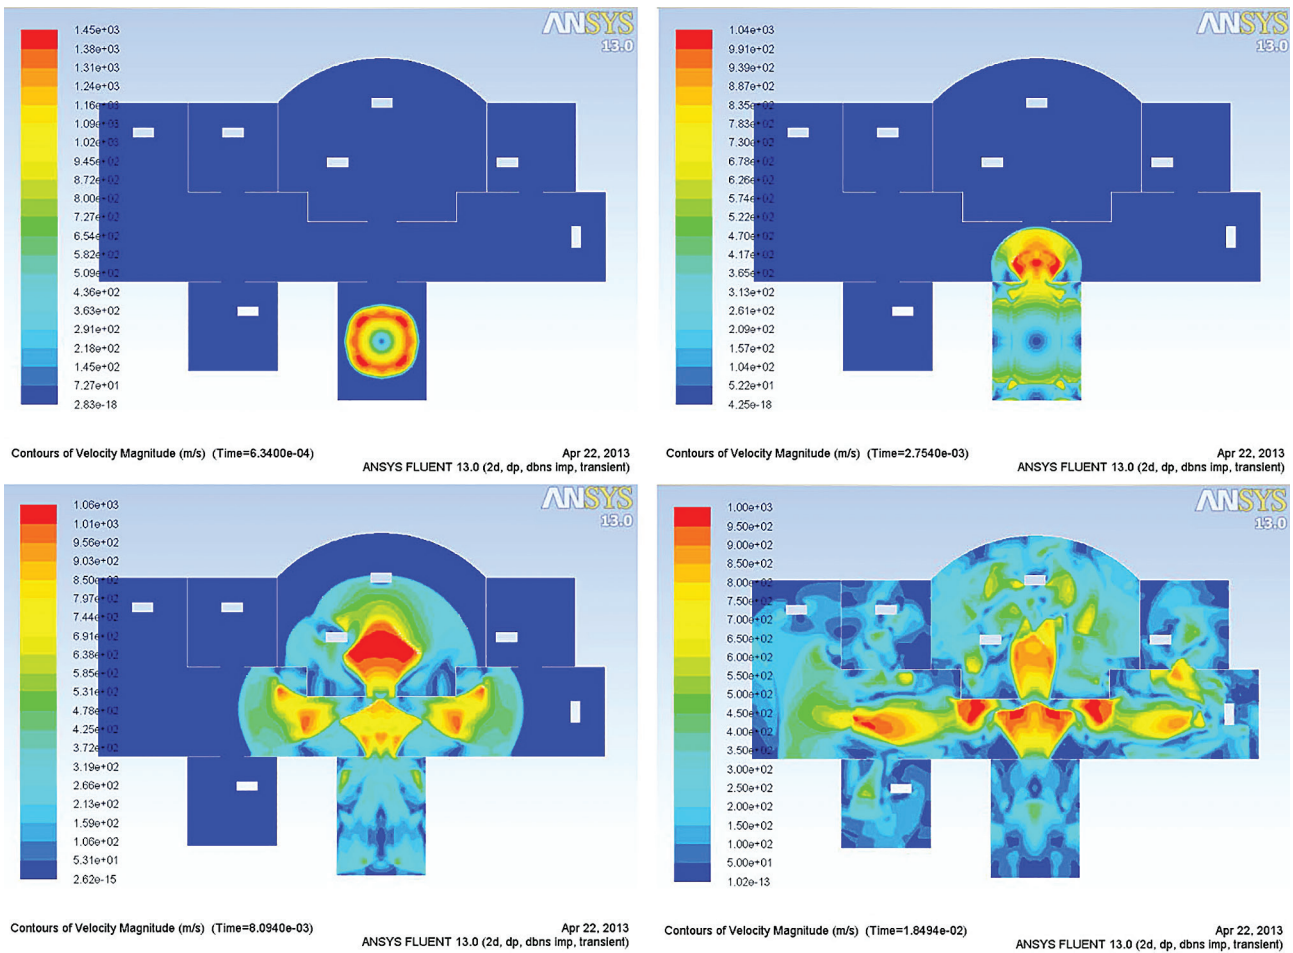 ANSYS
13.0
1.45e+03
1.38e+03
1.31e+03
1.24e+03
1.16e+03
1.09e+03
1.02e+03
9.45e+02
8.72e+02
8.00e+02
7.27e+02
6.54e+02
5.82e+02
5.09e+02
4.36e+02
3.63e+02
2.91e+02
2.18e+02
1.45e+02
7.27e+01
2.83e-18
Contours of Velocity Magnitude (m/s) (Time=6.3400e-04)
Apr 22, 2013
ANSYS FLUENT 13.0 (2d, dp, dbns imp, transient)
ANSYS
13.0
1.04e+03
9.91e+02
9.39e+02
8.87e+02
8.35e+02
7.83e+02
7.30e+02
6.78e+02
6.26e+02
5.74e+02
5.22e+02
4.70e+02
4.17e+02
3.65e+02
3.13e+02
2.61e+02
2.09e+02
1.57e+02
1.04e+02
5.22e+01
4.25e-18
Contours of Velocity Magnitude (m/s) (Time=2.7540e-03)
Apr 22, 2013
ANSYS FLUENT 13.0 (2d, dp, dbns imp, transient)
ANSYS
13.0
1.06e+03
1.01e+03
9.56e+02
9.03e+02
8.50e+02
7.97e+02
7.44e+02
6.91e+02
6.38e+02
5.85e+02
5.31e+02
4.78e+02
4.25e+02
3.72e+02
3.19e+02
2.66e+02
2.13e+02
1.59e+02
1.06e+02
5.31e+01
2.62e-15
Contours of Velocity Magnitude (m/s) (Time=8.0940e-03)
Apr 22, 2013
ANSYS FLUENT 13.0 (2d, dp, dbns imp, transient)
ANSYS
13.0
1.00e+03
9.50e+02
9.00e+02
8.50e+02
8.00e+02
7.50e+02
7.00e+02
6.50e+02
6.00e+02
5.50e+02
5.00e+02
4.50e+02
4.00e+02
3.50e+02
3.00e+02
2.50e+02
2.00e+02
1.50e+02
1.00e+02
5.00e+01
1.02e-13
Contours of Velocity Magnitude (m/s) (Time=1.8494e-02)
Apr 22, 2013
ANSYS FLUENT 13.0 (2d, dp, dbns imp, transient)